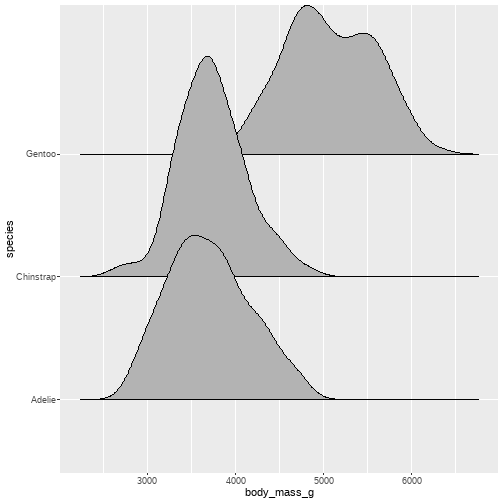 species
Gentoo
Chinstrap
Adelie
3000 4000 5000 6000
body_mass_g